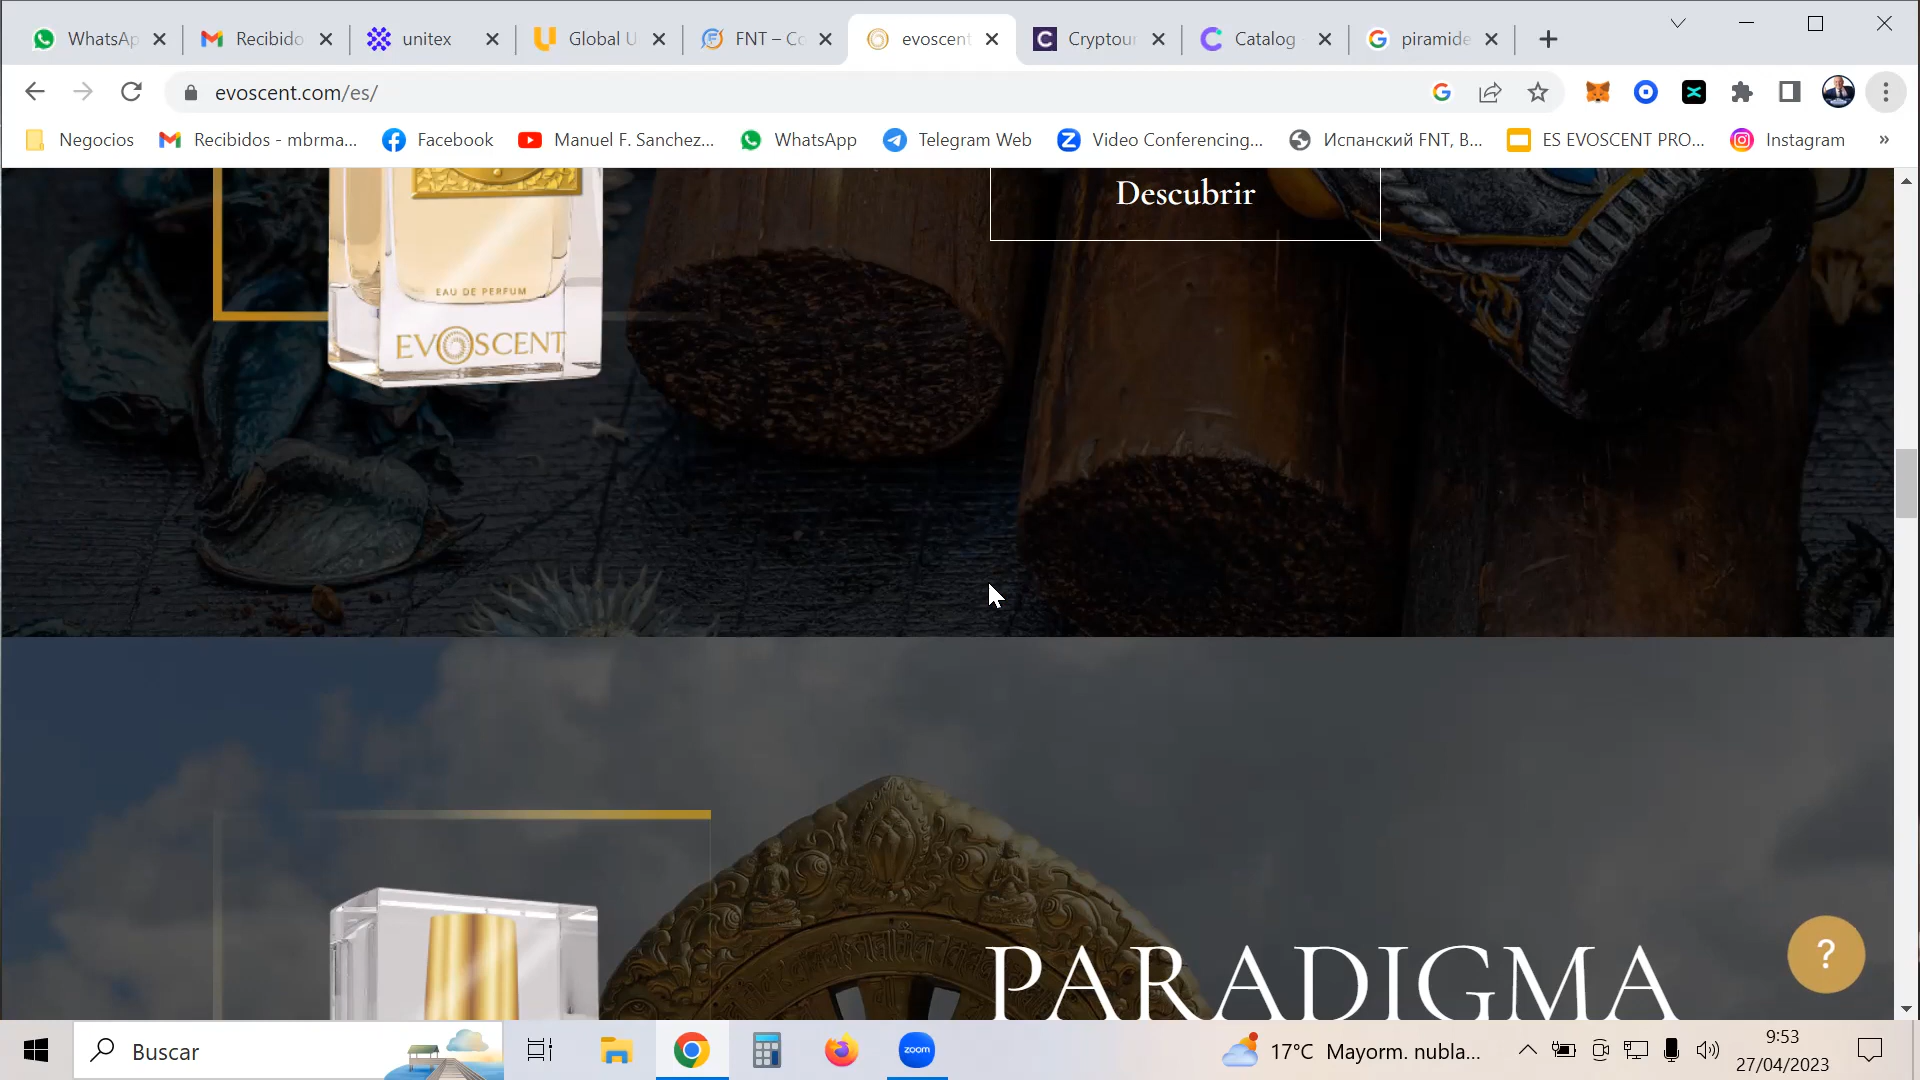 WhatsAp
Recibido
unitex
Global U
FNT – Co
evoscent
Cryptour
Catalog
piramide
evoscent.com/es/
Negocios
Recibidos - mbrma...
Facebook
Manuel F. Sanchez...
WhatsApp
Telegram Web
Video Conferencing...
Испанский FNT, B...
ES EVOSCENT PRO...
Instagram
»
Descubrir
EAU DE PERFUM
EVOSCENT
PARADIGMA
?
Buscar
zoom
17°C Mayorm. nubla...
9:53
27/04/2023